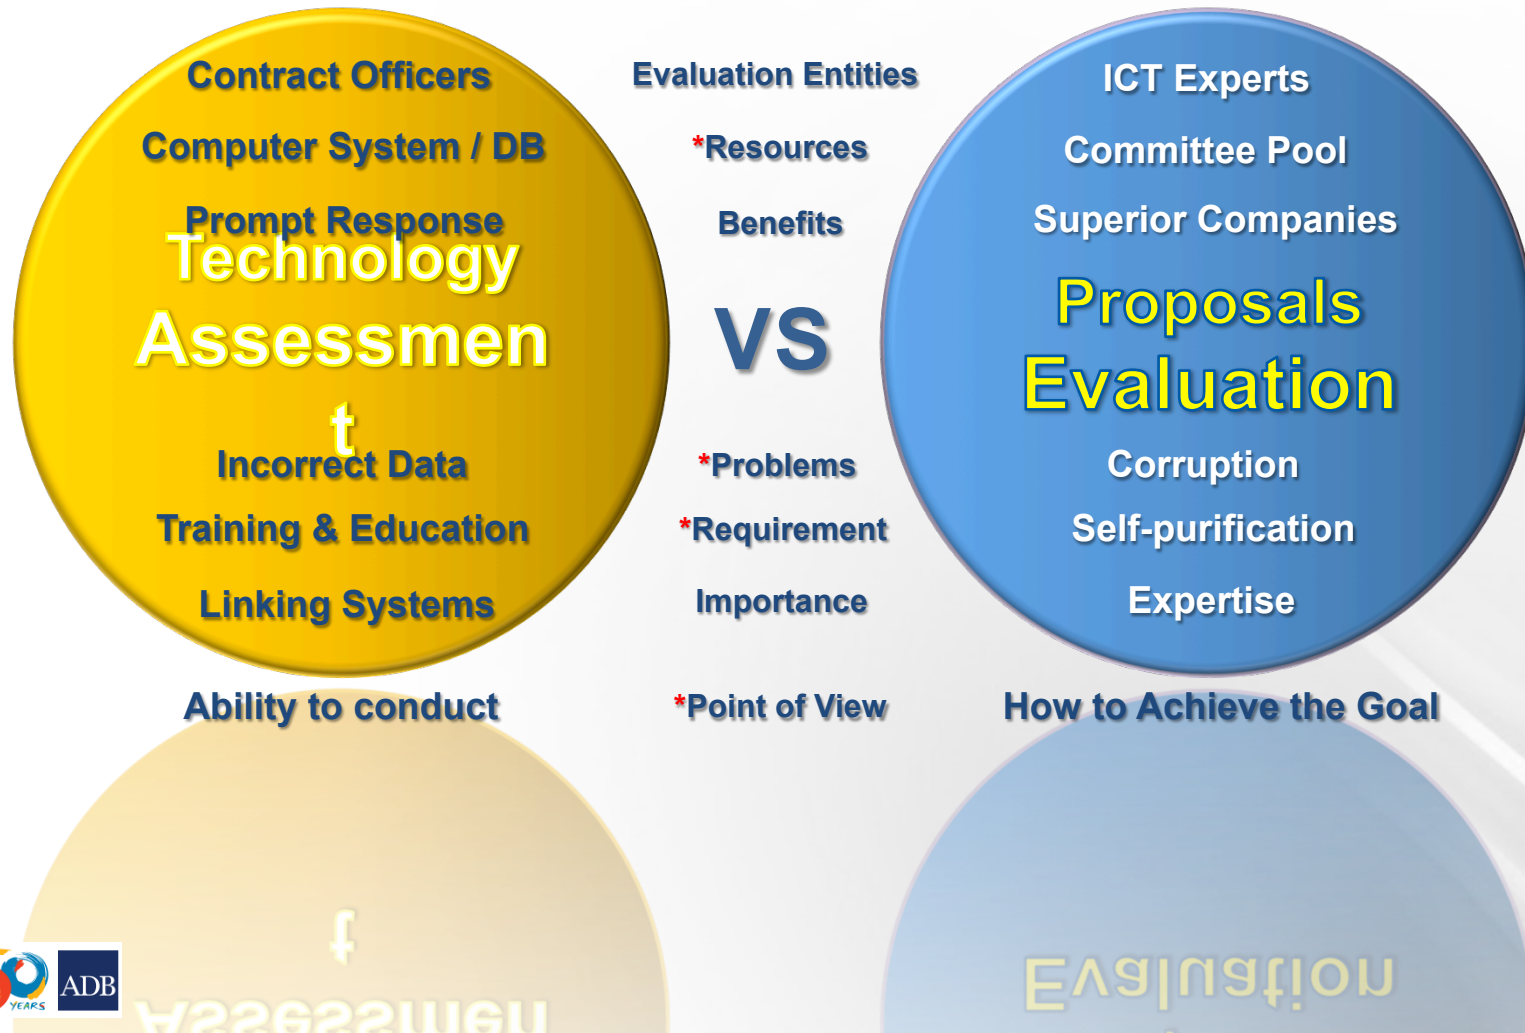 Contract Officers Evaluation Entities ICT Experts
Computer System / DB *Resources Committee Pool
Prompt Response Benefits Superior Companies
Technology
Assessmen
t
VS
Proposals
Evaluation
Incorrect Data *Problems Corruption
Training & Education *Requirement Self-purification
Linking Systems Importance Expertise
Ability to conduct *Point of View How to Achieve the Goal
t
Assessmen
Evaluation
YEARS
ADB